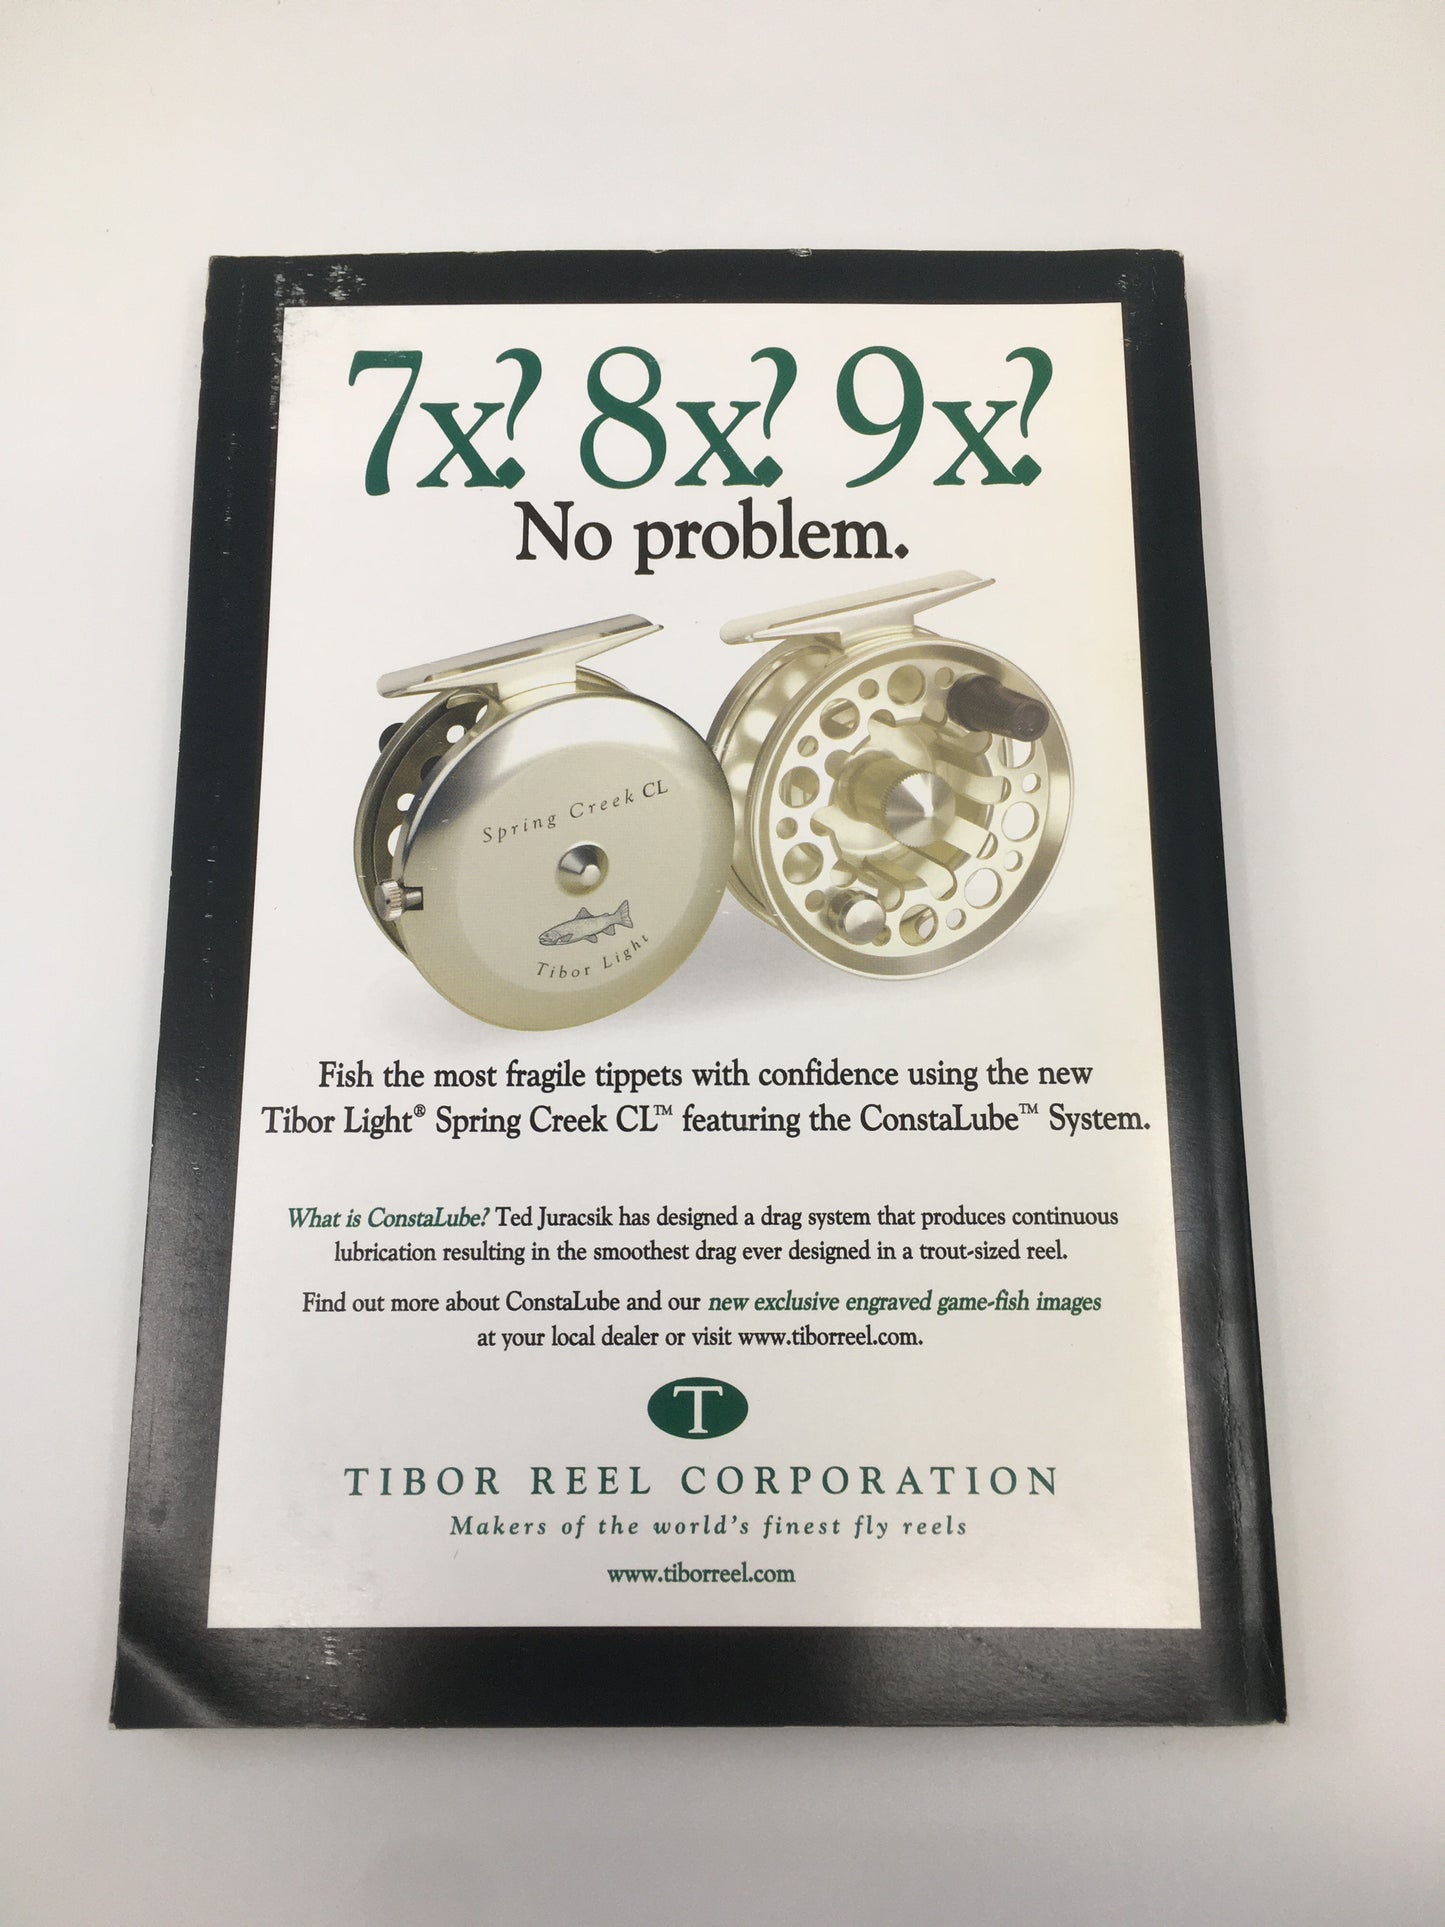 7x? 8x? 9x?
No problem.
Spring Creek CL
Tibor Light
Fish the most fragile tippets with confidence using the new
Tibor Light® Spring Creek CL™ featuring the ConstaLube™ System.
What is ConstaLube? Ted Juracsik has designed a drag system that produces continuous
lubrication resulting in the smoothest drag ever designed in a trout-sized reel.
Find out more about ConstaLube and our new exclusive engraved game-fish images
at your local dealer or visit www.tiborreel.com.
T
TIBOR REEL CORPORATION
Makers of the world's finest fly reels
www.tiborreel.com